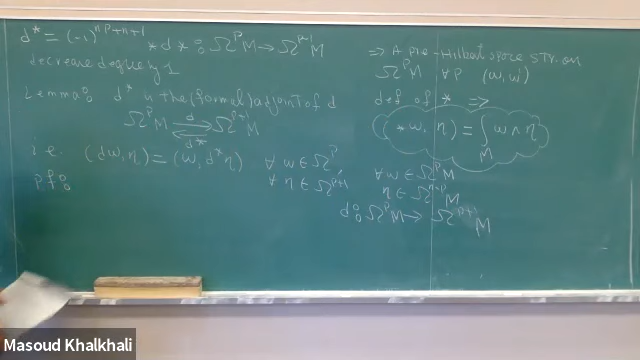 d* = (-1)^{np+n+1} * d * : Ω^p M → Ω^{p-1} M
decrease degree by 1
Lemma: d* is the (formal) adjoint of d
Ω^p M ⇄ Ω^{p+1} M
d
d*
i.e. (dω, η) = (ω, d*η) ∀ ω ∈ Ω^p,
∀ η ∈ Ω^{p+1}
pf:
⇒ A pre-Hilbert space str. on
Ω^p M ∀p (ω, ω')
def of * ⇒
(*ω, η) = ∫_M ω ∧ η
∀ ω ∈ Ω^p M
η ∈ Ω^{n-p} M
d: Ω^p M → Ω^{p+1} M
Masoud Khalkhali